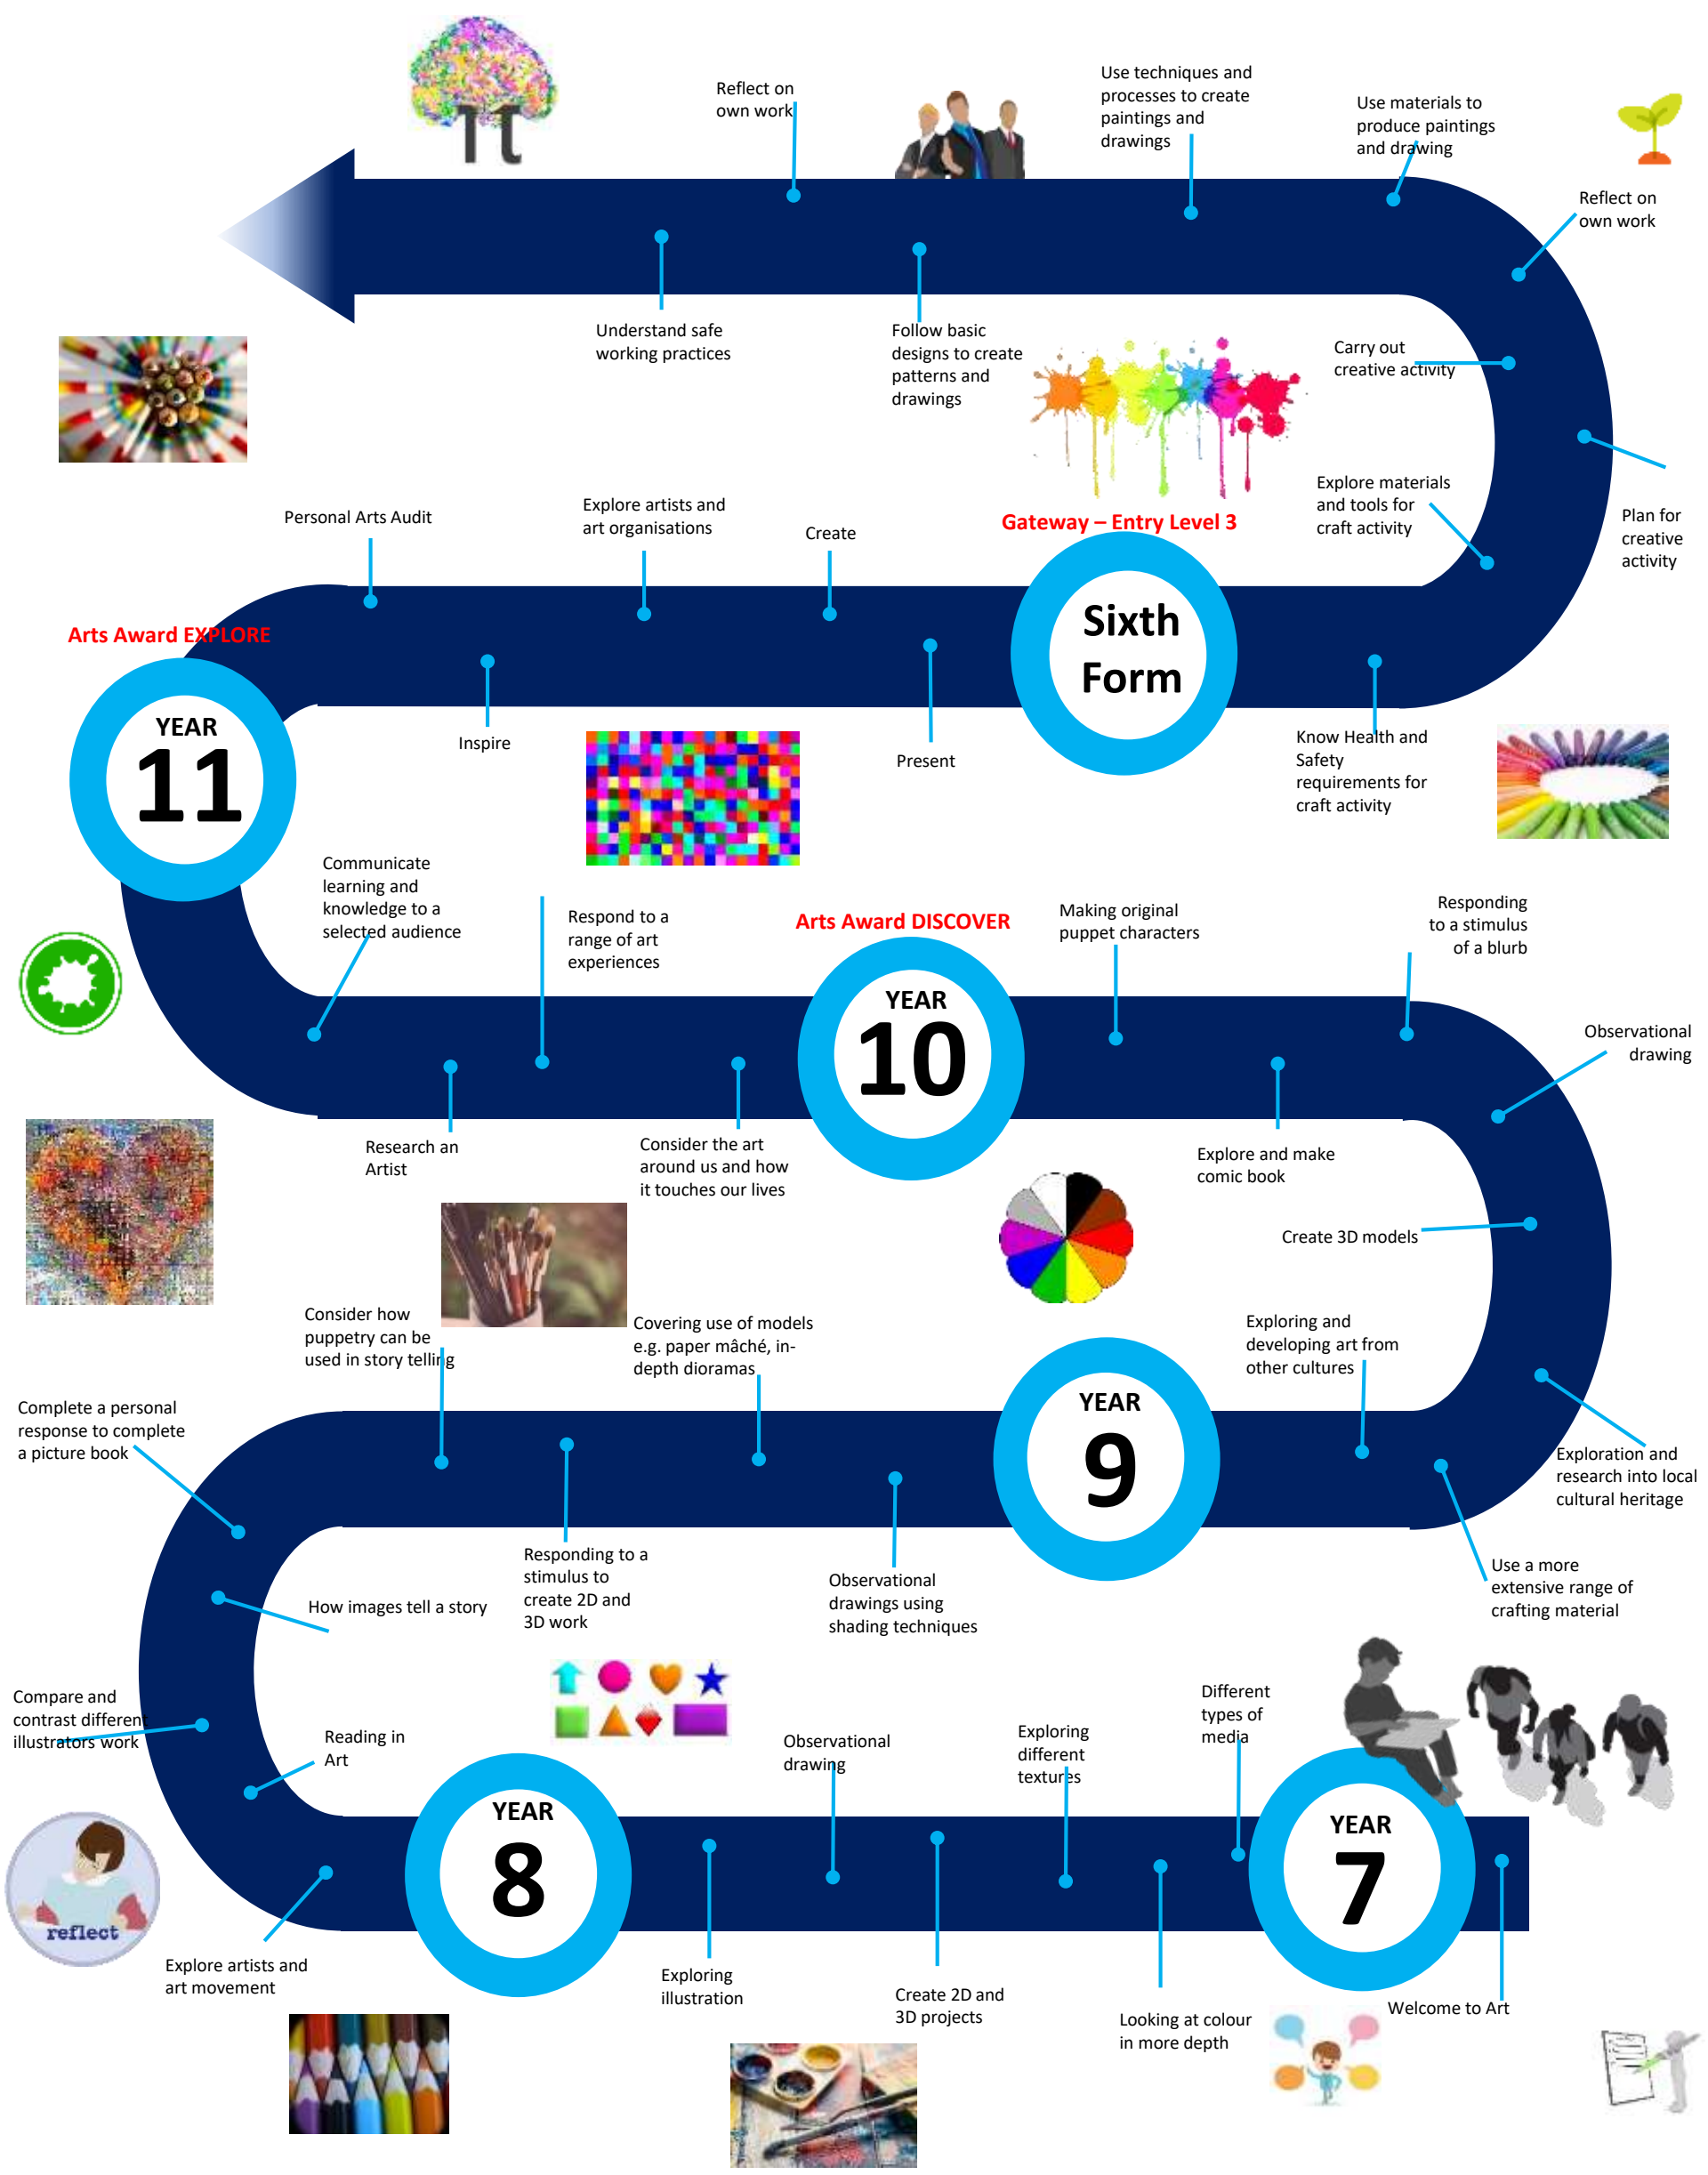 Reflect on
own work
Use techniques and
processes to create
paintings and
drawings
Use materials to
produce paintings
and drawing
Reflect on
own work
Understand safe
working practices
Follow basic
designs to create
patterns and
drawings
Carry out
creative activity
Explore materials
and tools for
craft activity
Plan for
creative
activity
Personal Arts Audit
Explore artists and
art organisations
Create
Gateway – Entry Level 3
Sixth
Form
Arts Award EXPLORE
YEAR
11
Inspire
Present
Know Health and
Safety
requirements for
craft activity
Communicate
learning and
knowledge to a
selected audience
Respond to a
range of art
experiences
Arts Award DISCOVER
YEAR
10
Making original
puppet characters
Responding
to a stimulus
of a blurb
Observational
drawing
Research an
Artist
Consider the art
around us and how
it touches our lives
Explore and make
comic book
Create 3D models
Consider how
puppetry can be
used in story telling
Covering use of models
e.g. paper mâché, in-
depth dioramas
YEAR
9
Exploring and
developing art from
other cultures
Exploration and
research into local
cultural heritage
Complete a personal
response to complete
a picture book
How images tell a story
Responding to a
stimulus to
create 2D and
3D work
Observational
drawings using
shading techniques
Use a more
extensive range of
crafting material
Compare and
contrast different
illustrators work
Reading in
Art
YEAR
8
Observational
drawing
Exploring
different
textures
Different
types of
media
YEAR
7
reflect
Explore artists and
art movement
Exploring
illustration
Create 2D and
3D projects
Looking at colour
in more depth
Welcome to Art